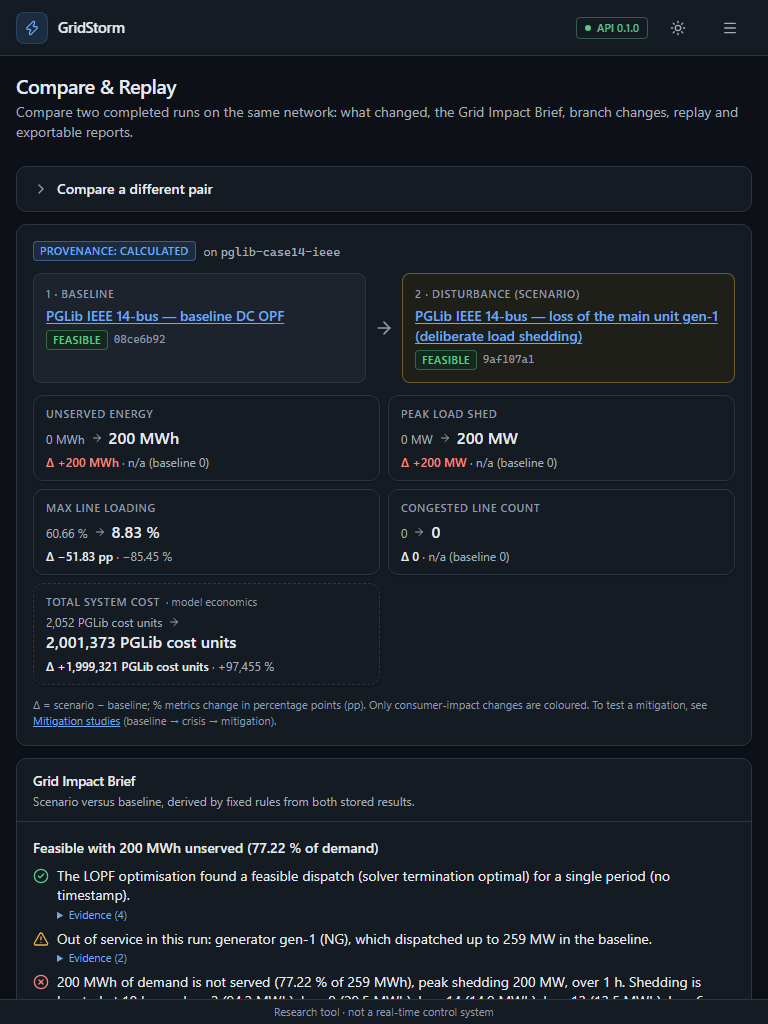 GridStorm
API 0.1.0
Compare & Replay
Compare two completed runs on the same network: what changed, the Grid Impact Brief, branch changes, replay and
exportable reports.
Compare a different pair
PROVENANCE: CALCULATED on pglib-case14-ieee
1 · BASELINE
PGLib IEEE 14-bus — baseline DC OPF
FEASIBLE 08ce6b92
2 · DISTURBANCE (SCENARIO)
PGLib IEEE 14-bus — loss of the main unit gen-1
(deliberate load shedding)
FEASIBLE 9af107a1
UNSERVED ENERGY
0 MWh → 200 MWh
Δ +200 MWh · n/a (baseline 0)
PEAK LOAD SHED
0 MW → 200 MW
Δ +200 MW · n/a (baseline 0)
MAX LINE LOADING
60.66 % → 8.83 %
Δ −51.83 pp · −85.45 %
CONGESTED LINE COUNT
0 → 0
Δ 0 · n/a (baseline 0)
TOTAL SYSTEM COST · model economics
2,052 PGLib cost units →
2,001,373 PGLib cost units
Δ +1,999,321 PGLib cost units · +97,455 %
Δ = scenario − baseline; % metrics change in percentage points (pp). Only consumer-impact changes are coloured. To test a mitigation, see
Mitigation studies (baseline → crisis → mitigation).
Grid Impact Brief
Scenario versus baseline, derived by fixed rules from both stored results.
Feasible with 200 MWh unserved (77.22 % of demand)
The LOPF optimisation found a feasible dispatch (solver termination optimal) for a single period (no
timestamp).
Evidence (4)
Out of service in this run: generator gen-1 (NG), which dispatched up to 259 MW in the baseline.
Evidence (2)
200 MWh of demand is not served (77.22 % of 259 MWh), peak shedding 200 MW, over 1 h. Shedding is
Research tool · not a real-time control system